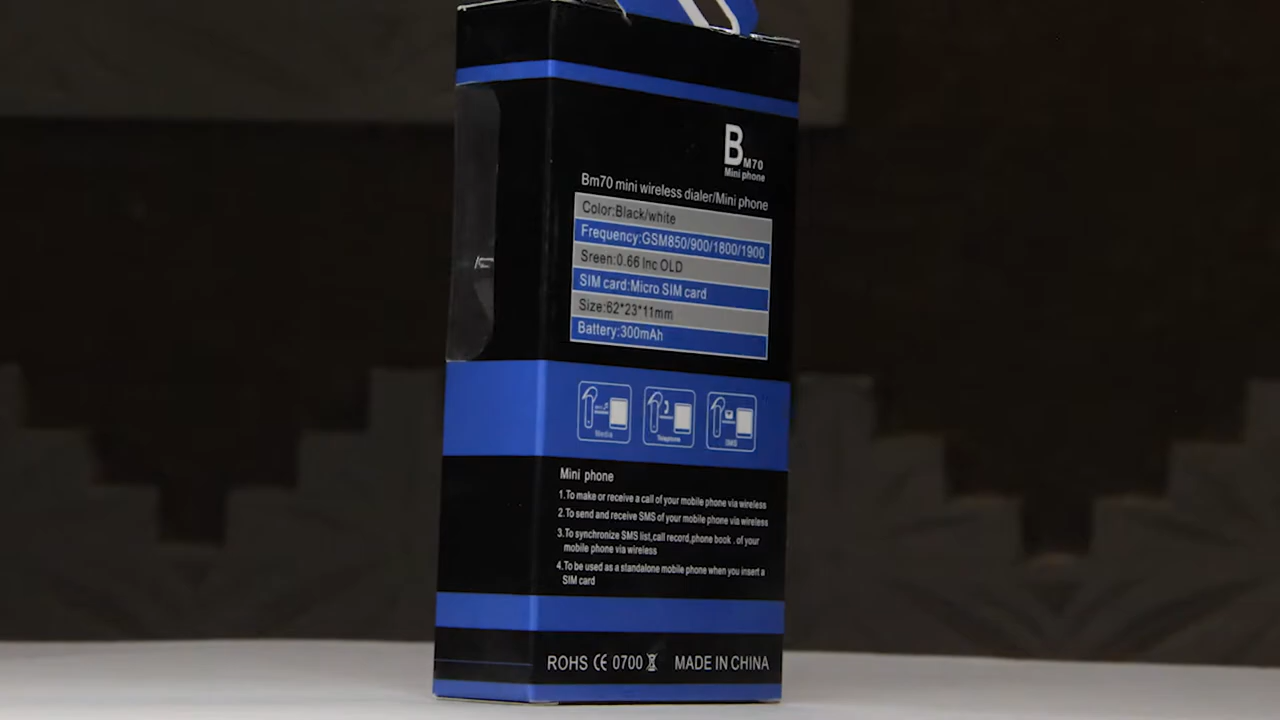 B M70
Mini phone
Bm70 mini wireless dialer/Mini phone
Color:Black/white
Frequency:GSM850/900/1800/1900
Sreen:0.66 Inc OLD
SIM card:Micro SIM card
Size:62*23*11mm
Battery:300mAh
Media Telephone SMS
Mini phone
1.To make or receive a call of your mobile phone via wireless
2.To send and receive SMS of your mobile phone via wireless
3.To synchronize SMS list,call record,phone book . of your
mobile phone via wireless
4.To be used as a standalone mobile phone when you insert a
SIM card
ROHS CE 0700 MADE IN CHINA